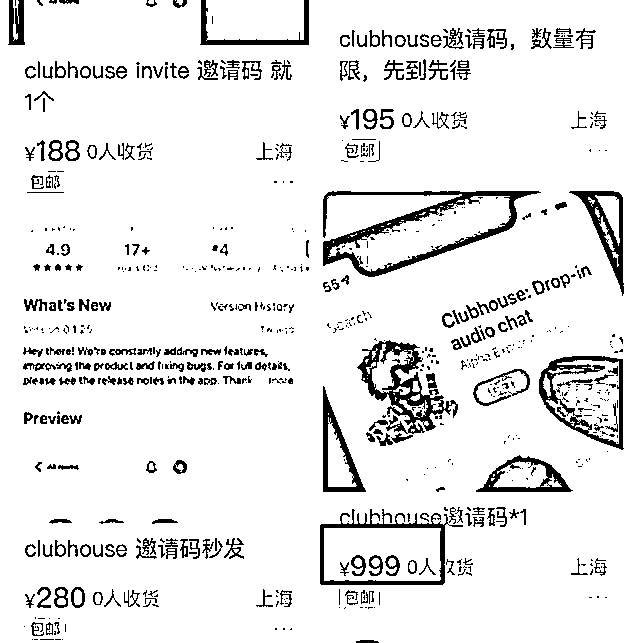 clubhouse invite 邀请码 就
1个
¥188 0人收货 上海
包邮
4.9 17+ #4
What's New Version History
Hey there! We're constantly adding new features,
improving the product and fixing bugs. For full details,
please see the release notes in the app. Thank more
Preview
clubhouse 邀请码秒发
¥280 0人收货 上海
包邮
clubhouse邀请码，数量有
限，先到先得
¥195 0人收货 上海
包邮
Search
Clubhouse: Drop-in
audio chat
clubhouse邀请码*1
¥999 0人收货 上海
包邮